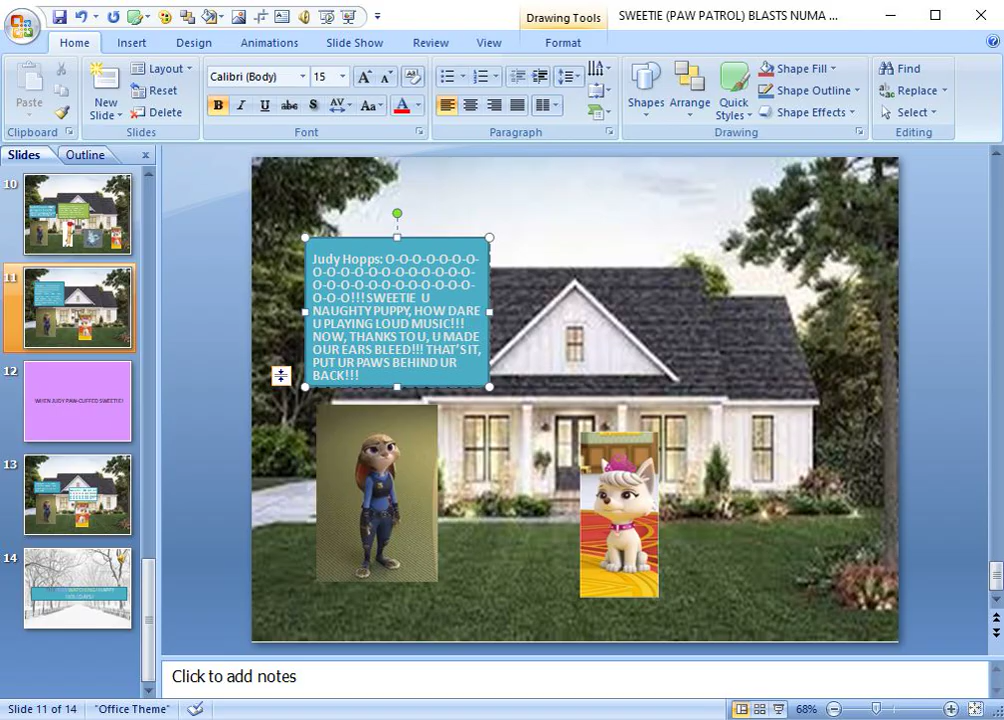 Drawing Tools
SWEETIE (PAW PATROL) BLASTS NUMA ...
Home
Insert
Design
Animations
Slide Show
Review
View
Format
Paste
Clipboard
New
Slide
Layout
Reset
Delete
Slides
Calibri (Body)
15
B I U abc S AV Aa A
Font
Paragraph
Shapes
Arrange
Quick
Styles
Shape Fill
Shape Outline
Shape Effects
Drawing
Find
Replace
Select
Editing
Slides
Outline
10
11
12
WHEN JUDY PAW-CUFFED SWEETIE!
13
14
Judy Hopps: O-O-O-O-O-O-O-
O-O-O-O-O-O-O-O-O-O-O-O-
O-O-O-O-O-O-O-O-O-O-O-O-
O-O-O!!! SWEETIE U
NAUGHTY PUPPY, HOW DARE
U PLAYING LOUD MUSIC!!!
NOW, THANKS TO U, U MADE
OUR EARS BLEED!!! THAT'S IT,
PUT UR PAWS BEHIND UR
BACK!!!
Click to add notes
Slide 11 of 14
"Office Theme"
68%